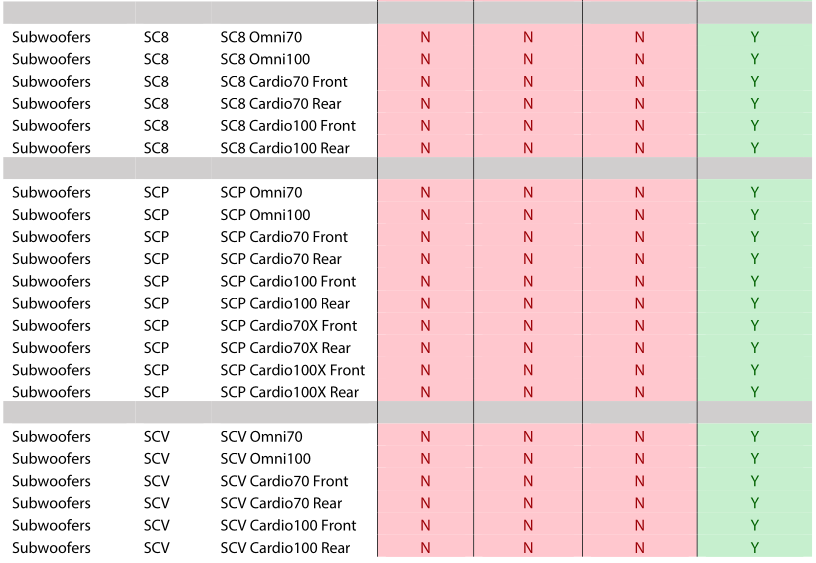 Subwoofers SC8 SC8 Omni70 N N N Y
Subwoofers SC8 SC8 Omni100 N N N Y
Subwoofers SC8 SC8 Cardio70 Front N N N Y
Subwoofers SC8 SC8 Cardio70 Rear N N N Y
Subwoofers SC8 SC8 Cardio100 Front N N N Y
Subwoofers SC8 SC8 Cardio100 Rear N N N Y
Subwoofers SCP SCP Omni70 N N N Y
Subwoofers SCP SCP Omni100 N N N Y
Subwoofers SCP SCP Cardio70 Front N N N Y
Subwoofers SCP SCP Cardio70 Rear N N N Y
Subwoofers SCP SCP Cardio100 Front N N N Y
Subwoofers SCP SCP Cardio100 Rear N N N Y
Subwoofers SCP SCP Cardio70X Front N N N Y
Subwoofers SCP SCP Cardio70X Rear N N N Y
Subwoofers SCP SCP Cardio100X Front N N N Y
Subwoofers SCP SCP Cardio100X Rear N N N Y
Subwoofers SCV SCV Omni70 N N N Y
Subwoofers SCV SCV Omni100 N N N Y
Subwoofers SCV SCV Cardio70 Front N N N Y
Subwoofers SCV SCV Cardio70 Rear N N N Y
Subwoofers SCV SCV Cardio100 Front N N N Y
Subwoofers SCV SCV Cardio100 Rear N N N Y